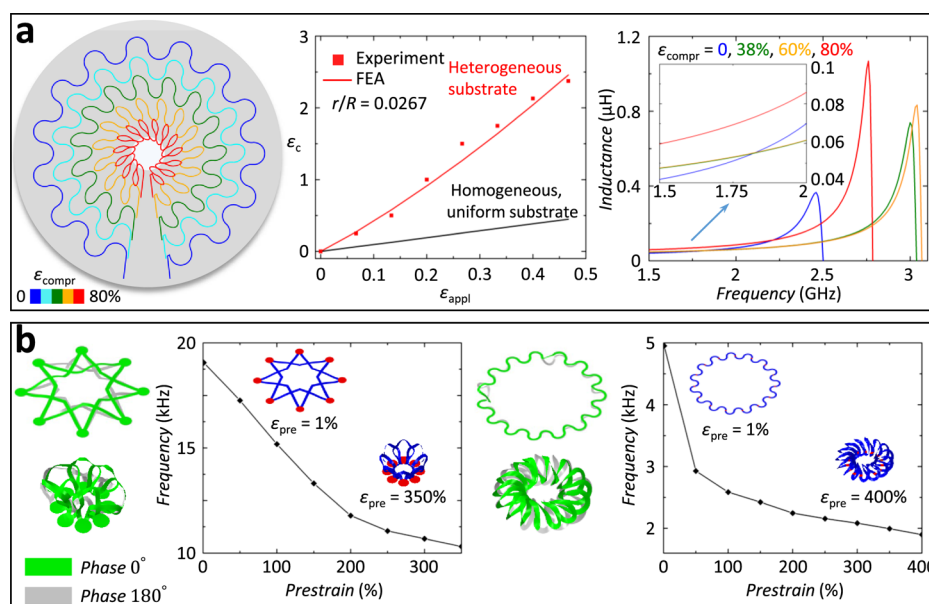 a
ε_compr
0 80%
3
2
1
0
ε_c
0 0.1 0.2 0.3 0.4 0.5
ε_appl
Experiment
FEA
r/R = 0.0267
Heterogeneous
substrate
Homogeneous,
uniform substrate
1.2
0.8
0.4
0
Inductance (μH)
ε_compr = 0, 38%, 60%, 80%
0.1
0.08
0.06
0.04
1.5 1.75 2
1.5 2 2.5 3
Frequency (GHz)
b
Phase 0°
Phase 180°
20
15
10
Frequency (kHz)
ε_pre = 1%
ε_pre = 350%
0 100 200 300
Prestrain (%)
5
4
3
2
Frequency (kHz)
ε_pre = 1%
ε_pre = 400%
0 100 200 300 400
Prestrain (%)